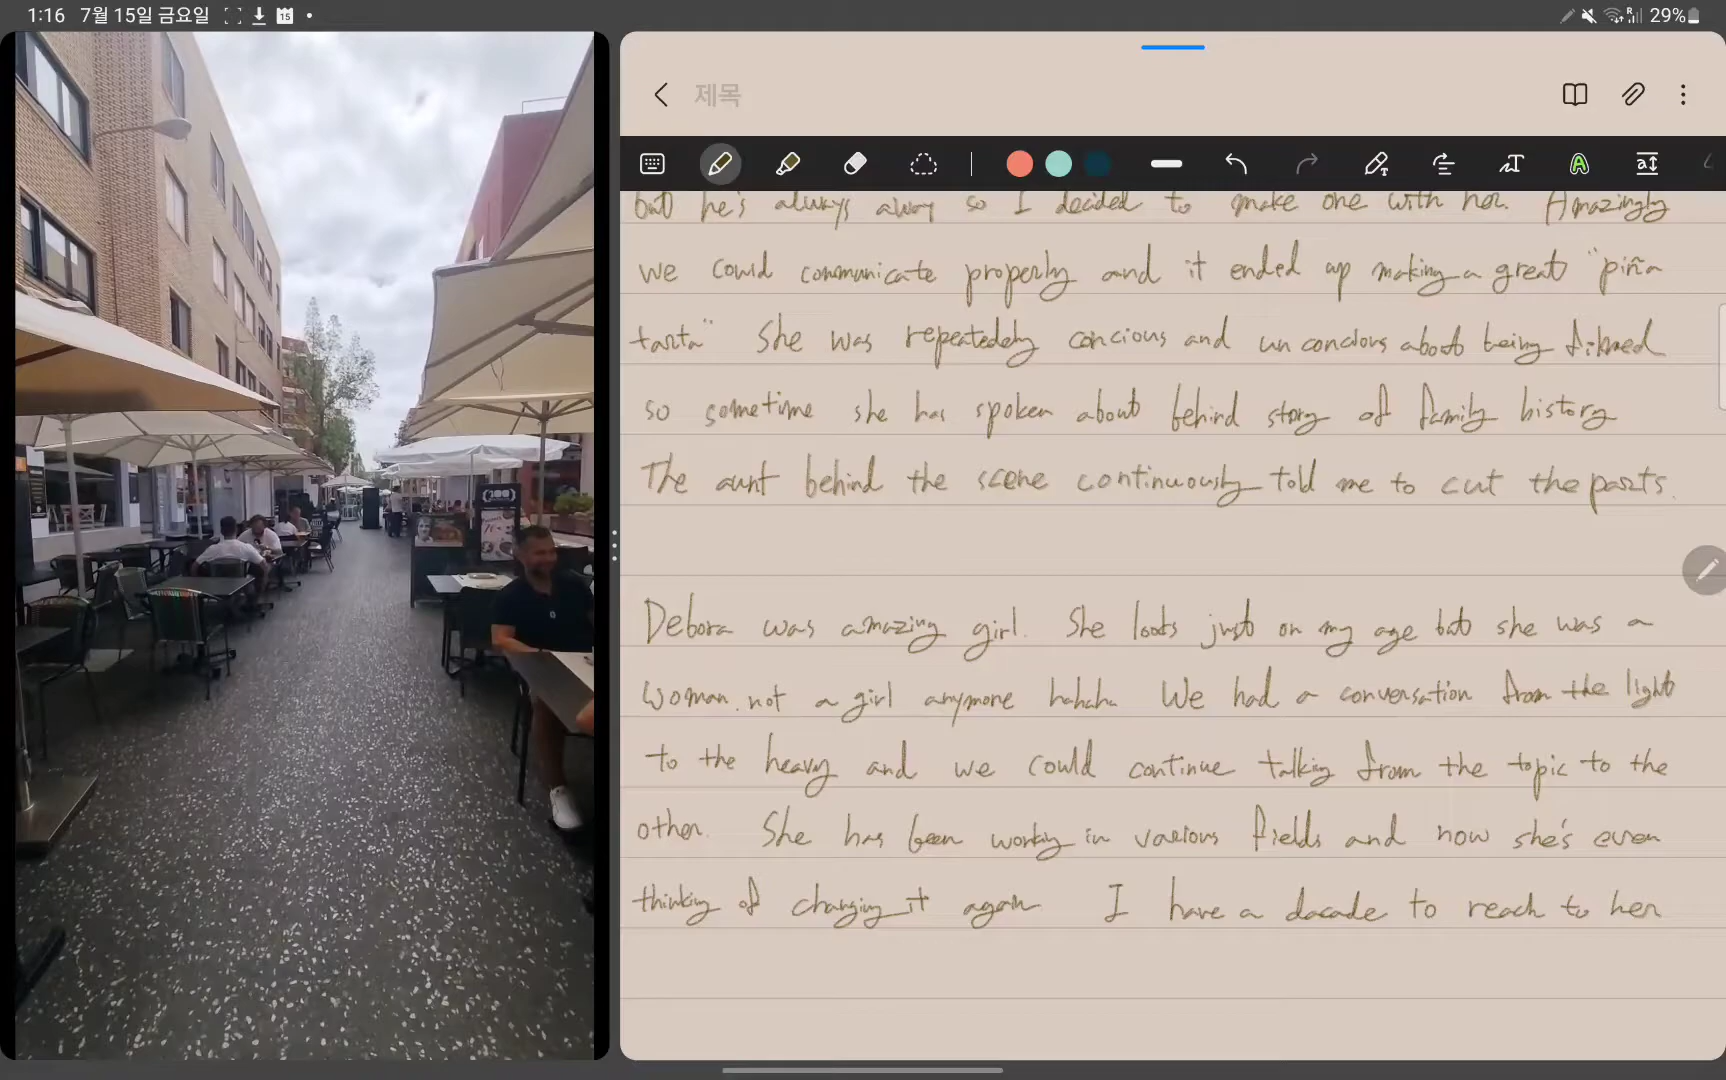 1:16 7월 15일 금요일 15
R 29%
제목
(100)
but he's always away so I decided to make one with her. Amazingly
we could communicate properly and it ended up making a great "piña
tarta" She was repeatedely concious and unconcious about being filmed
so sometime she has spoken about behind story of family history
The aunt behind the scene continuously told me to cut the parts.
Debora was amazing girl. She looks just on my age but she was a
woman. not a girl anymore hahaha We had a conversation from the light
to the heavy and we could continue talking from the topic to the
other. She has been working in various fields and now she's even
thinking of changing it again I have a dacade to reach to her